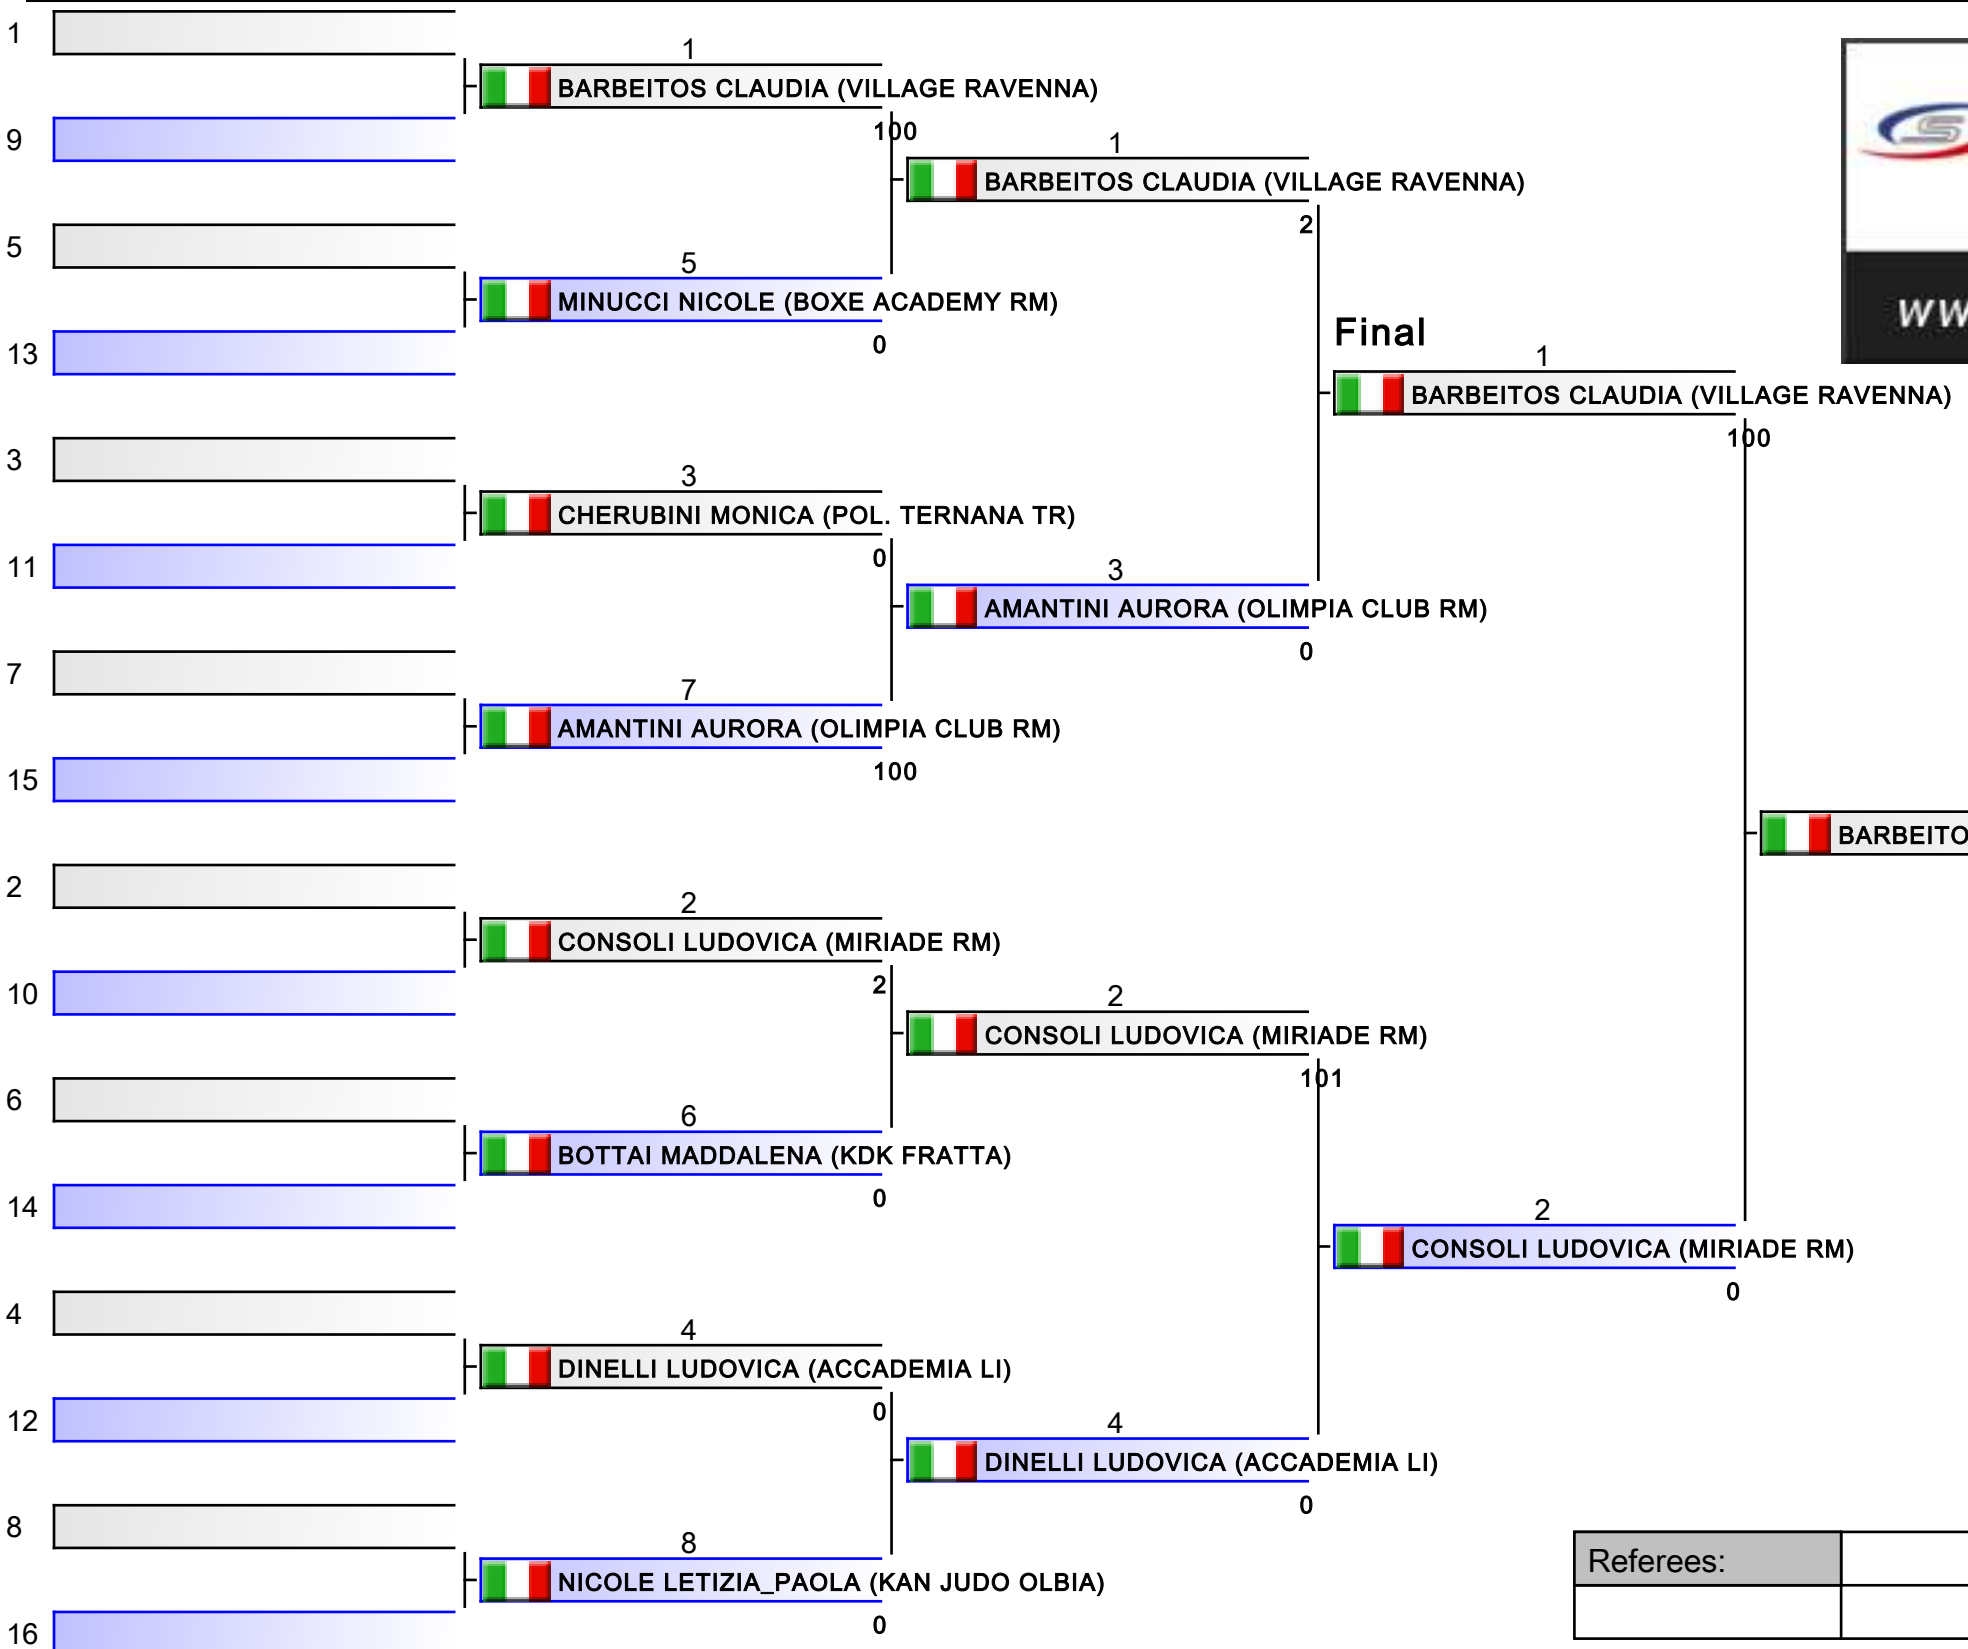 1
1
BARBEITOS CLAUDIA (VILLAGE RAVENNA)
9
100
1
BARBEITOS CLAUDIA (VILLAGE RAVENNA)
2
5
5
MINUCCI NICOLE (BOXE ACADEMY RM)
0
13
Final
1
BARBEITOS CLAUDIA (VILLAGE RAVENNA)
100
3
3
CHERUBINI MONICA (POL. TERNANA TR)
0
11
3
AMANTINI AURORA (OLIMPIA CLUB RM)
0
7
7
AMANTINI AURORA (OLIMPIA CLUB RM)
100
15
BARBEITO
2
2
CONSOLI LUDOVICA (MIRIADE RM)
2
10
2
CONSOLI LUDOVICA (MIRIADE RM)
101
6
6
BOTTAI MADDALENA (KDK FRATTA)
0
14
2
CONSOLI LUDOVICA (MIRIADE RM)
0
4
4
DINELLI LUDOVICA (ACCADEMIA LI)
0
12
4
DINELLI LUDOVICA (ACCADEMIA LI)
0
8
8
NICOLE LETIZIA_PAOLA (KAN JUDO OLBIA)
0
16
S
ww
Referees: